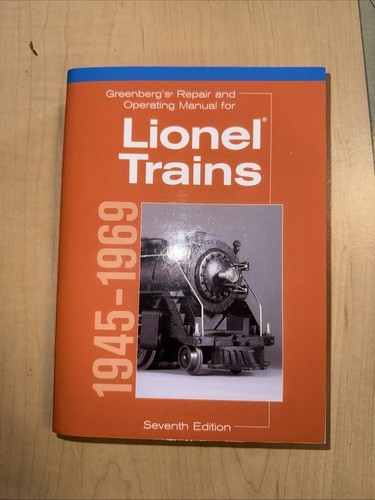 Greenberg's® Repair and
Operating Manual for
Lionel®
Trains
1945-1969
Seventh Edition